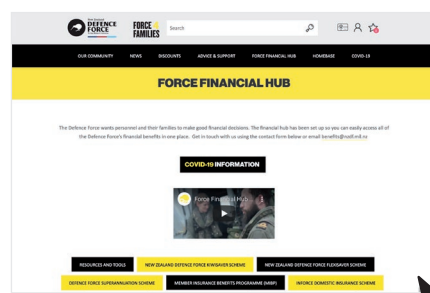 New Zealand
DEFENCE
FORCE
FORCE
FAMILIES
Search
OUR COMMUNITY NEWS DISCOUNTS ADVICE & SUPPORT FORCE FINANCIAL HUB HOMEBASE COVID-19
FORCE FINANCIAL HUB
The Defence Force wants personnel and their families to make good financial decisions. The financial hub has been set up so you can easily access all of
the Defence Force's financial benefits in one place. Get in touch with us using the contact form below or email benefits@nzdf.mil.nz
COVID-19 INFORMATION
Force Financial Hub
RESOURCES AND TOOLS NEW ZEALAND DEFENCE FORCE KIWISAVER SCHEME NEW ZEALAND DEFENCE FORCE FLEXISAVER SCHEME
DEFENCE FORCE SUPERANNUATION SCHEME MEMBER INSURANCE BENEFITS PROGRAMME (MIBP) INFORCE DOMESTIC INSURANCE SCHEME